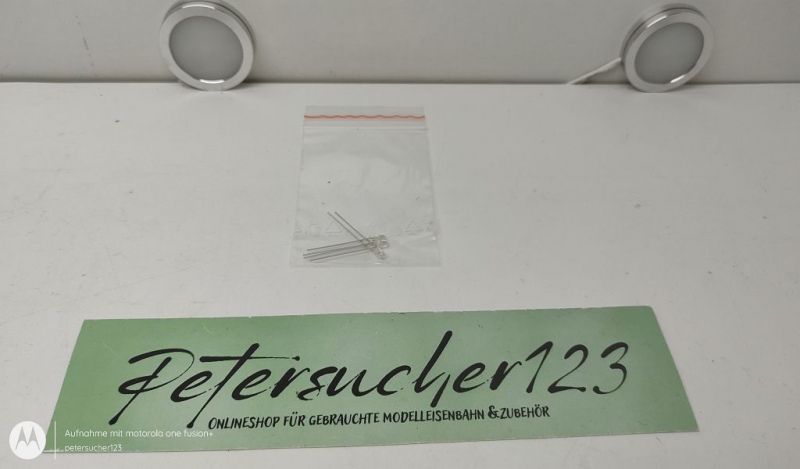 Petersucher123
ONLINESHOP FÜR GEBRAUCHTE MODELLEISENBAHN & ZUBEHÖR
Aufnahme mit motorola one fusion+
petersucher123